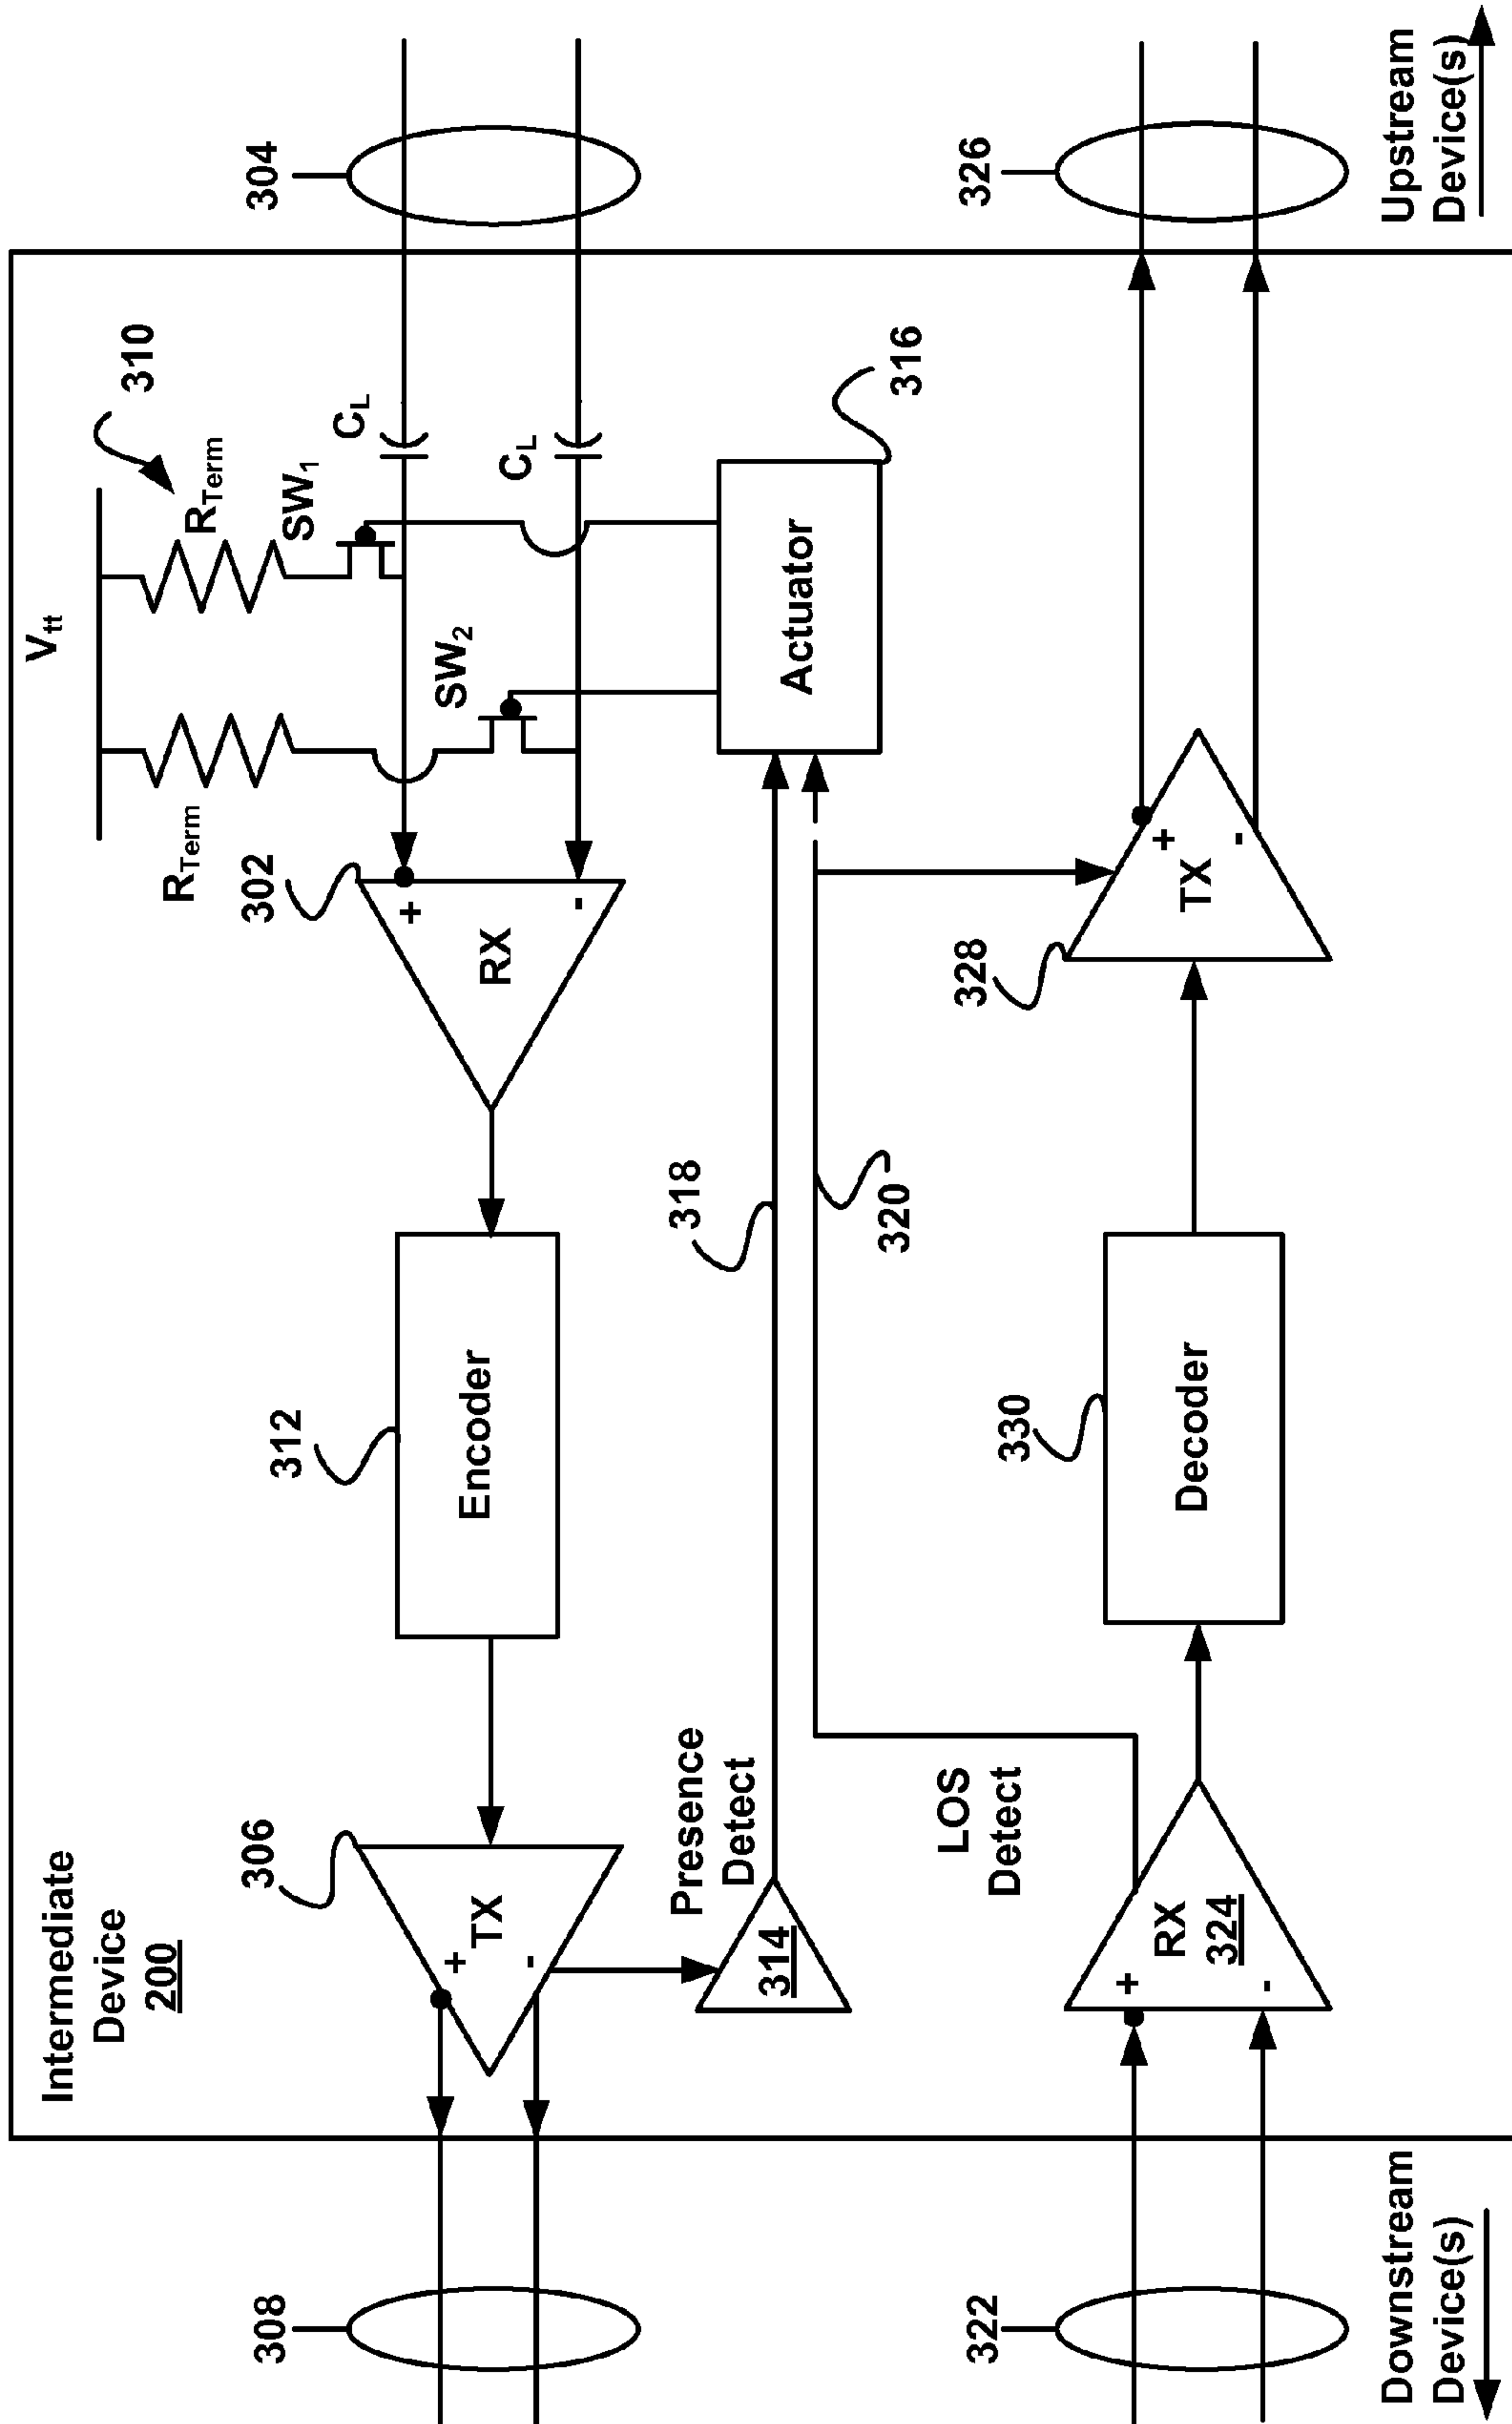 Intermediate
Device
200
V_tt
310
R_Term
R_Term
SW_1
SW_2
C_L
C_L
304
302
+
-
RX
312
Encoder
306
+
-
TX
308
Presence
Detect
314
318
320
Actuator
316
LOS
Detect
322
+
-
RX
324
330
Decoder
328
+
-
TX
326
Downstream
Device(s)
Upstream
Device(s)